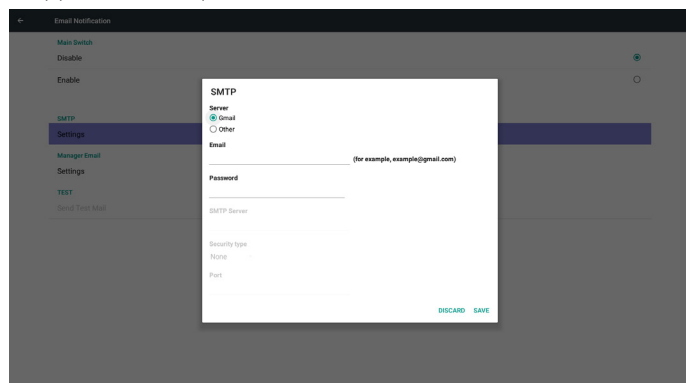 Email Notification
Main Switch
Disable
Enable
SMTP
Settings
Manager Email
Settings
TEST
Send Test Mail
SMTP
Server
Gmail
Other
Email
(for example, example@gmail.com)
Password
SMTP Server
Security type
None
Port
DISCARD SAVE